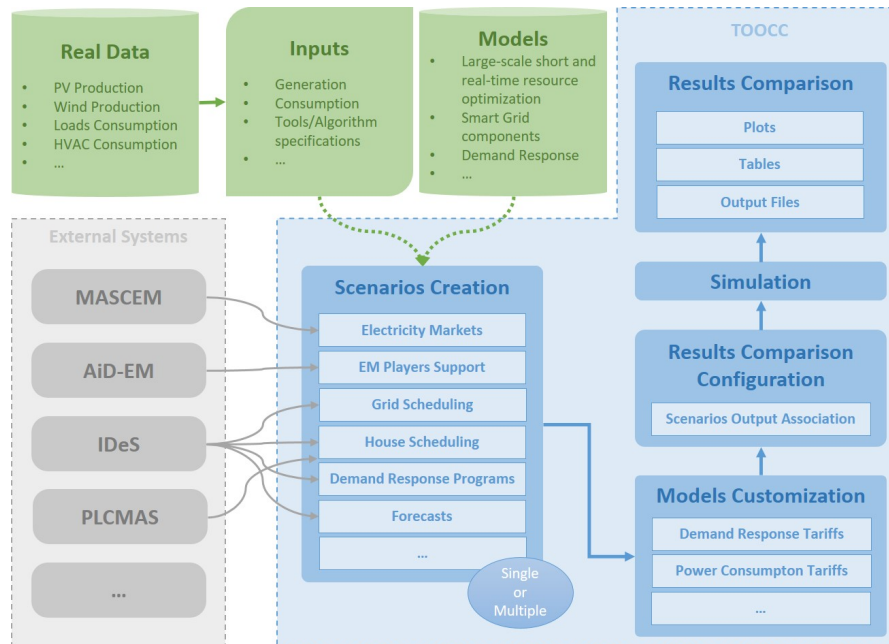 Real Data
• PV Production
• Wind Production
• Loads Consumption
• HVAC Consumption
• ...
Inputs
• Generation
• Consumption
• Tools/Algorithm
specifications
• ...
Models
• Large-scale short and
real-time resource
optimization
• Smart Grid
components
• Demand Response
• ...
TOOCC
Results Comparison
Plots
Tables
Output Files
Simulation
Results Comparison
Configuration
Scenarios Output Association
Models Customization
Demand Response Tariffs
Power Consumpton Tariffs
...
External Systems
MASCEM
AiD-EM
IDeS
PLCMAS
...
Scenarios Creation
Electricity Markets
EM Players Support
Grid Scheduling
House Scheduling
Demand Response Programs
Forecasts
...
Single
or
Multiple